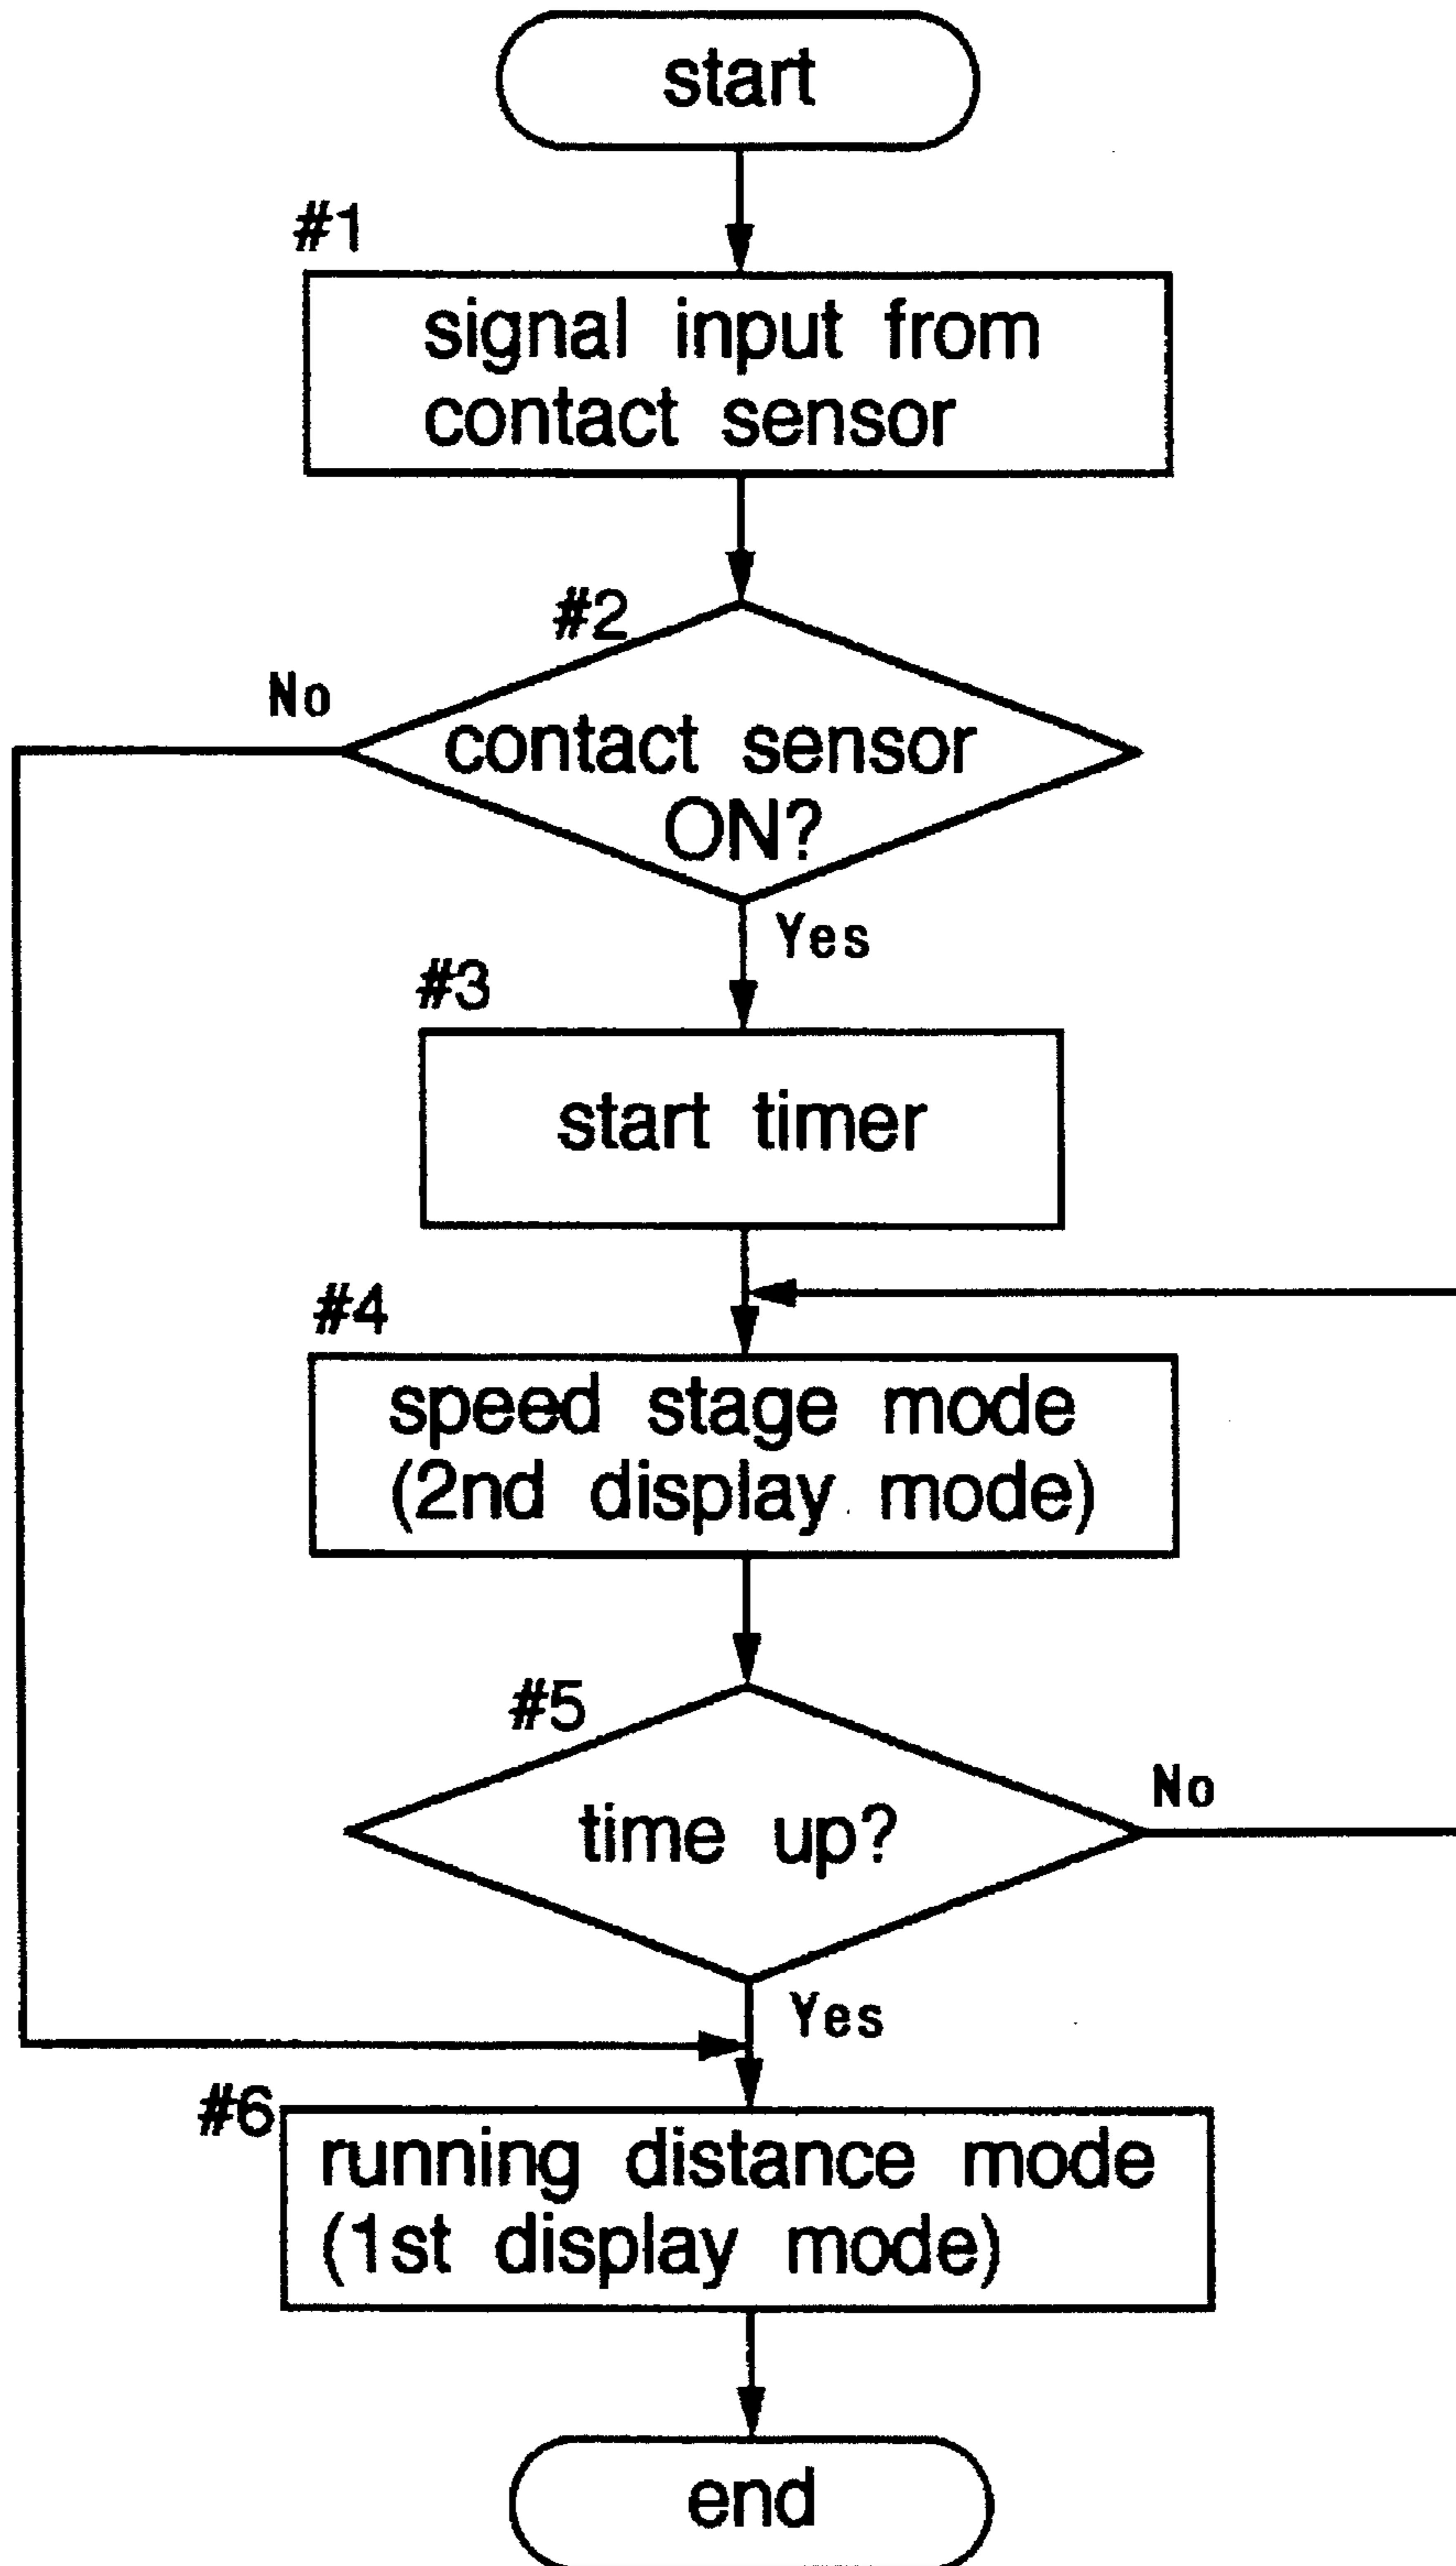 start
#1
signal input from
contact sensor
#2
No
contact sensor
ON?
Yes
#3
start timer
#4
speed stage mode
(2nd display mode)
#5
No
time up?
Yes
#6
running distance mode
(1st display mode)
end